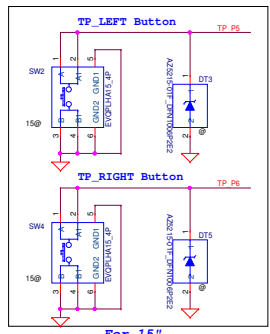 TP_LEFT Button
TP_P5
1
2
5
SW2
A
A1
GND1
B
B1
GND2
15@
3
4
6
EVQPLHA15_4P
AZ5215-01F_DFN1006P2E2
DT3
1
2
@
TP_RIGHT Button
TP_P6
1
2
5
SW4
A
A1
GND1
B
B1
GND2
15@
3
4
6
EVQPLHA15_4P
AZ5215-01F_DFN1006P2E2
DT5
1
2
@
For 15"